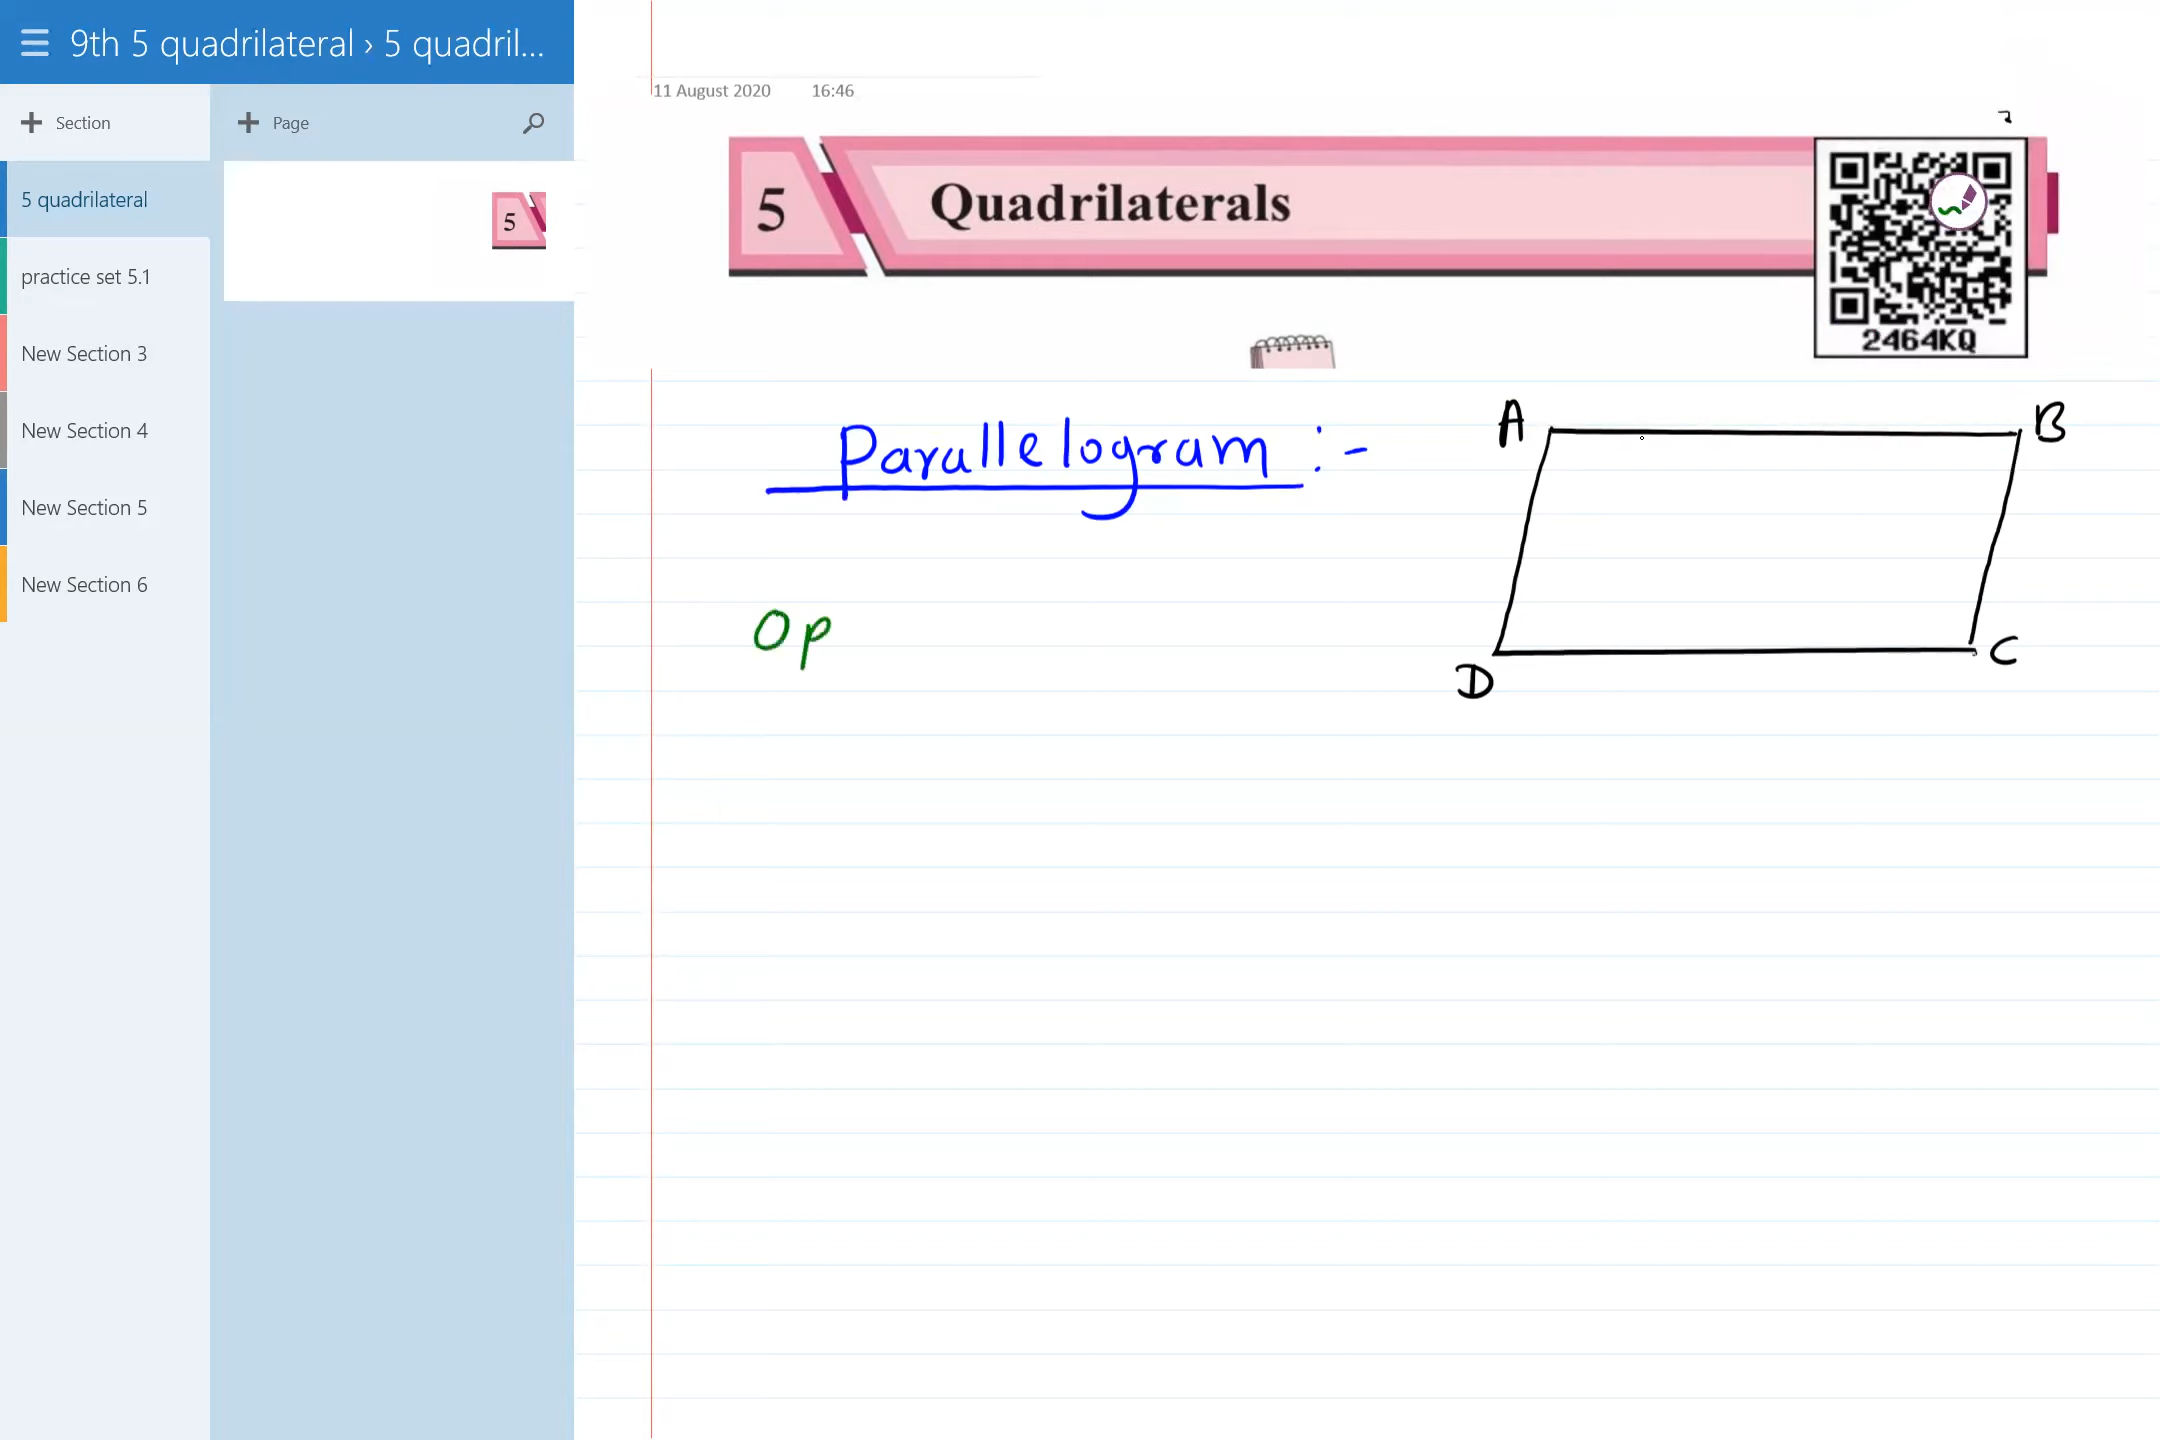 9th 5 quadrilateral › 5 quadril...
Section
Page
5 quadrilateral
5
practice set 5.1
New Section 3
New Section 4
New Section 5
New Section 6
11 August 2020 16:46
5 Quadrilaterals
2464KQ
Parallelogram :-
A
B
Op
D
C